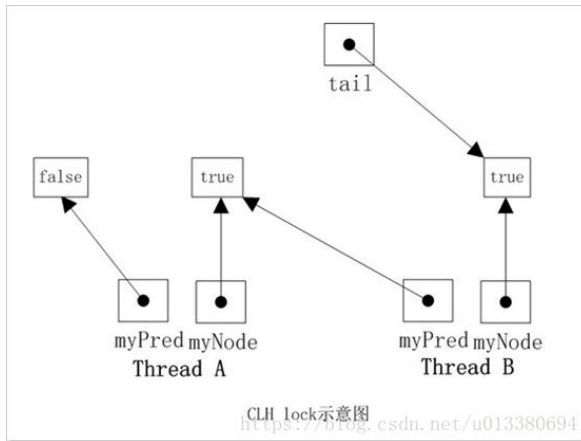 tail
false
true
true
myPred myNode
myPred myNode
Thread A
Thread B
CLH lock示意图
https://blog.csdn.net/u013380694